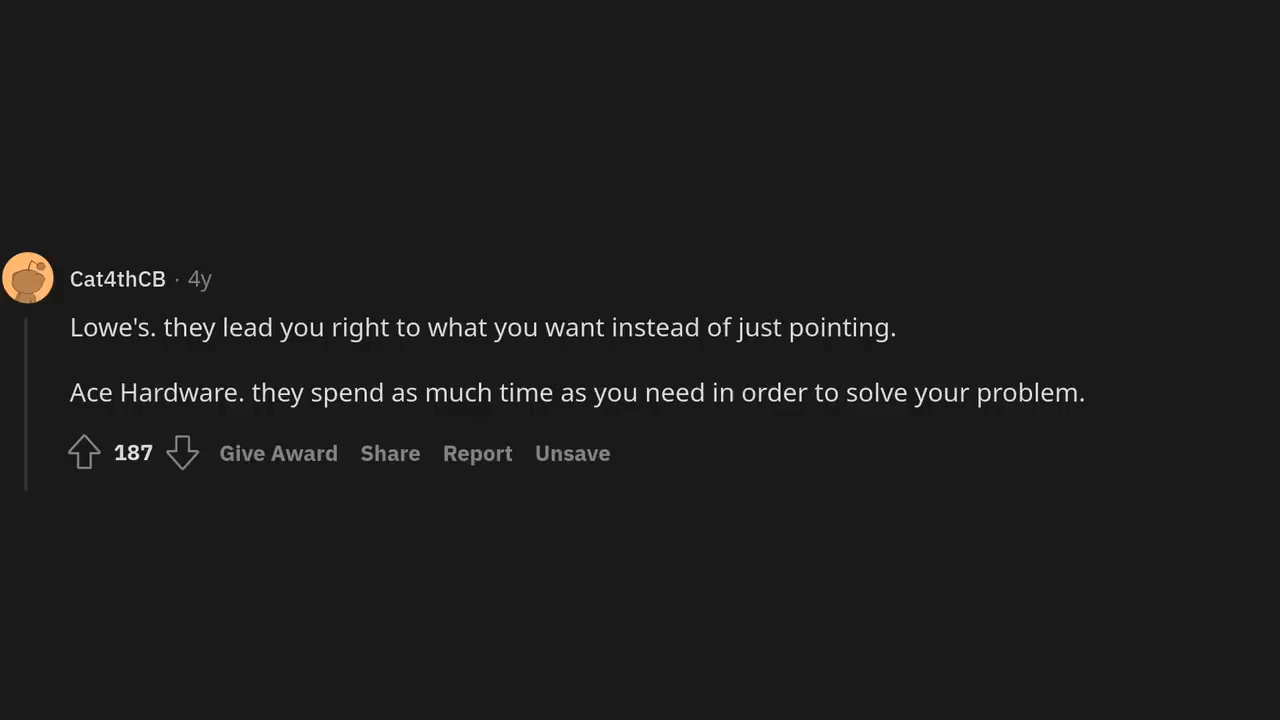 Cat4thCB · 4y
Lowe's. they lead you right to what you want instead of just pointing.
Ace Hardware. they spend as much time as you need in order to solve your problem.
187 Give Award Share Report Unsave